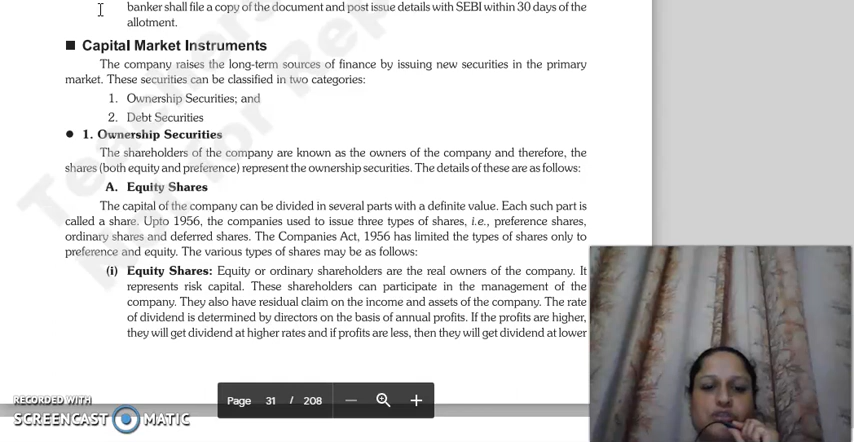 banker shall file a copy of the document and post issue details with SEBI within 30 days of the
allotment.
■ Capital Market Instruments
The company raises the long-term sources of finance by issuing new securities in the primary
market. These securities can be classified in two categories:
1. Ownership Securities; and
2. Debt Securities
● 1. Ownership Securities
The shareholders of the company are known as the owners of the company and therefore, the
shares (both equity and preference) represent the ownership securities. The details of these are as follows:
A. Equity Shares
The capital of the company can be divided in several parts with a definite value. Each such part is
called a share. Upto 1956, the companies used to issue three types of shares, i.e., preference shares,
ordinary shares and deferred shares. The Companies Act, 1956 has limited the types of shares only to
preference and equity. The various types of shares may be as follows:
(i) Equity Shares: Equity or ordinary shareholders are the real owners of the company. It
represents risk capital. These shareholders can participate in the management of the
company. They also have residual claim on the income and assets of the company. The rate
of dividend is determined by directors on the basis of annual profits. If the profits are higher,
they will get dividend at higher rates and if profits are less, then they will get dividend at lower
Page 31 / 208
RECORDED WITH
SCREENCAST MATIC